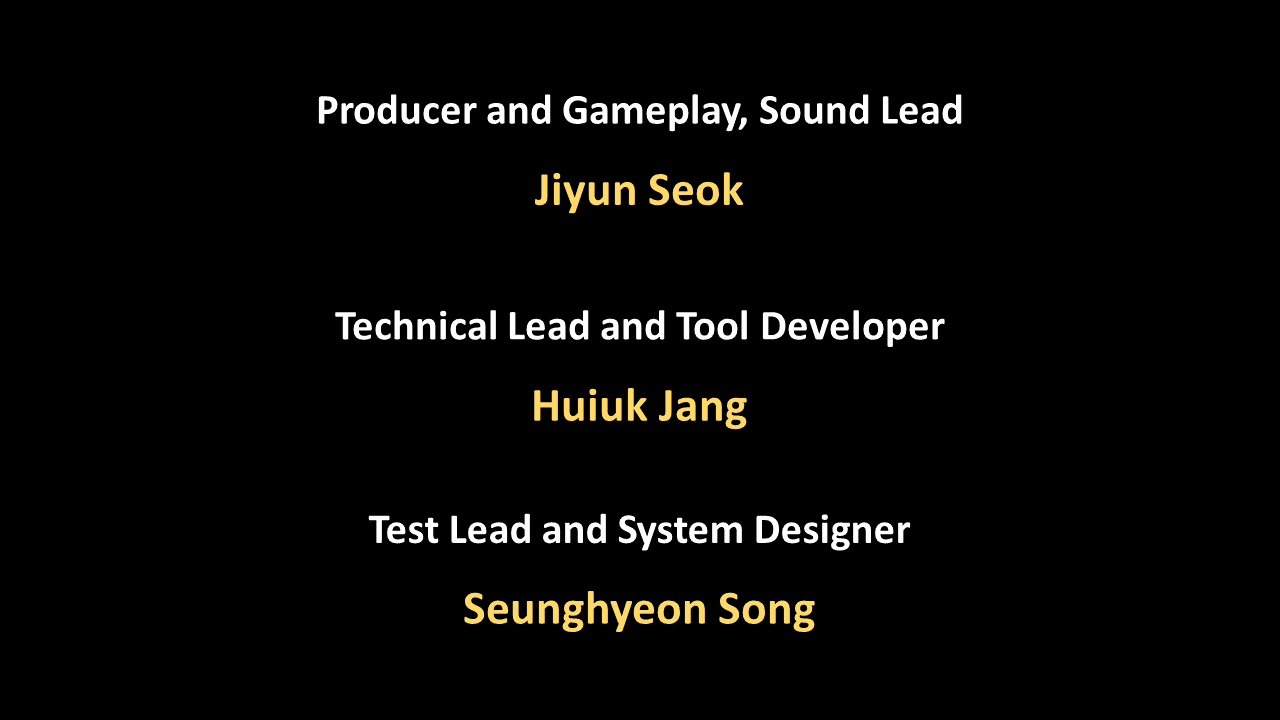 Producer and Gameplay, Sound Lead
Jiyun Seok
Technical Lead and Tool Developer
Huiuk Jang
Test Lead and System Designer
Seunghyeon Song